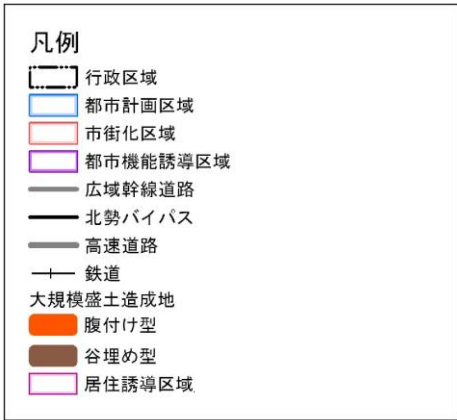 凡例
行政区域
都市計画区域
市街化区域
都市機能誘導区域
広域幹線道路
北勢バイパス
高速道路
鉄道
大規模盛土造成地
腹付け型
谷埋め型
居住誘導区域